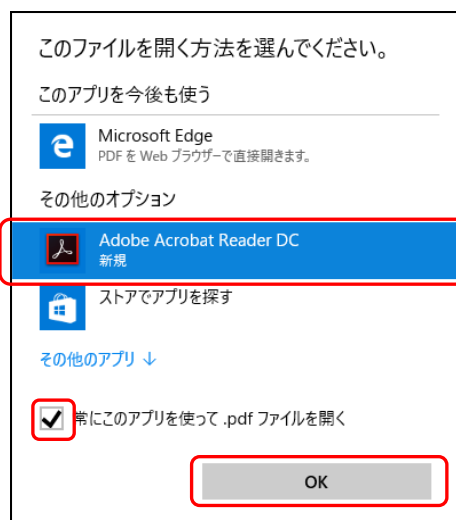 このファイルを開く方法を選んでください。
このアプリを今後も使う
Microsoft Edge
PDF を Web ブラウザーで直接開きます。
その他のオプション
Adobe Acrobat Reader DC
新規
ストアでアプリを探す
その他のアプリ ↓
常にこのアプリを使って .pdf ファイルを開く
OK